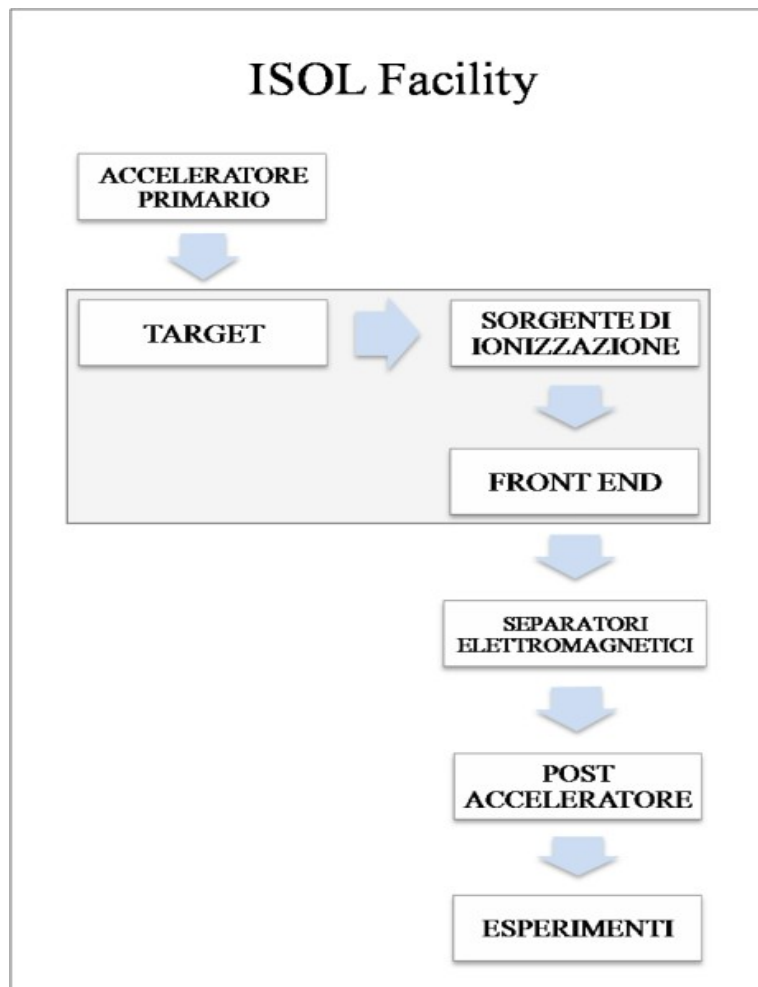 ISOL Facility
ACCELERATORE
PRIMARIO
TARGET
SORGENTE DI
IONIZZAZIONE
FRONT END
SEPARATORI
ELETTROMAGNETICI
POST
ACCELERATORE
ESPERIMENTI